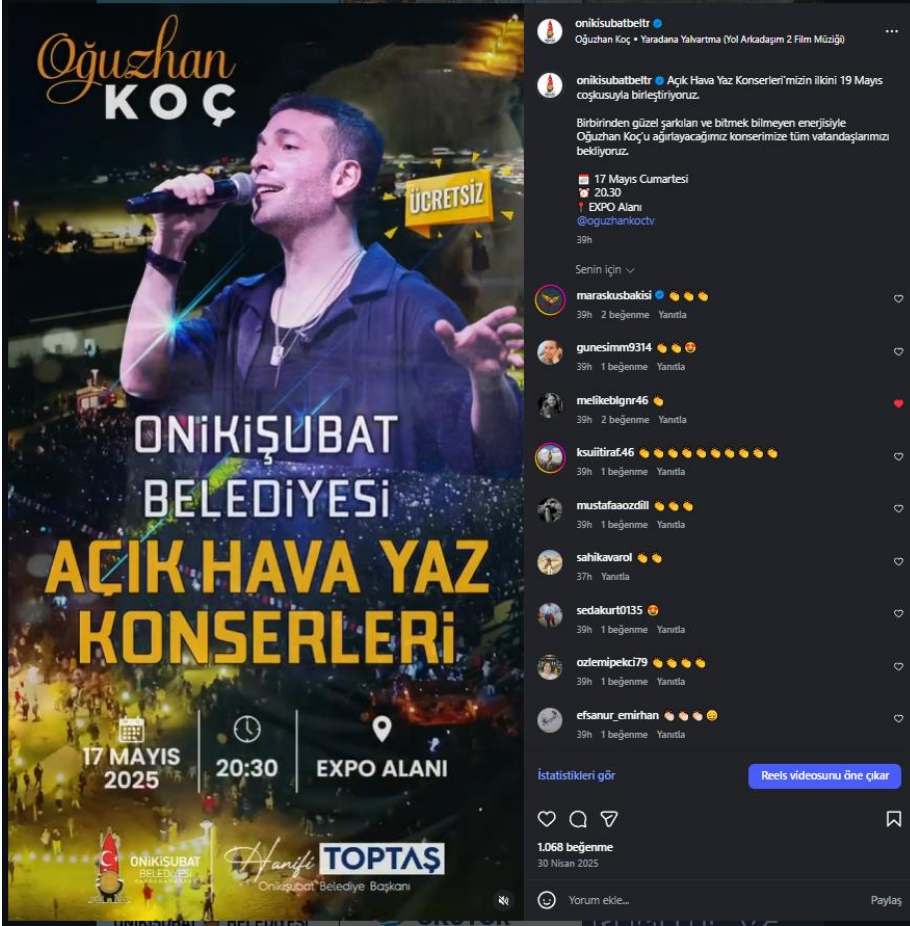 Oğuzhan
KOÇ
ÜCRETSİZ
ONİKİŞUBAT
BELEDİYESİ
AÇIK HAVA YAZ
KONSERLERİ
17 MAYIS
2025
20:30
EXPO ALANI
ONİKİŞUBAT
BELEDİYESİ
Hanifi TOPTAŞ
Onikişubat Belediye Başkanı
onikisubatbeltr
Oğuzhan Koç • Yaradana Yalvartma (Yol Arkadaşım 2 Film Müziği)
onikisubatbeltr Açık Hava Yaz Konserleri'mizin ilkini 19 Mayıs
coşkusuyla birleştiriyoruz.
Birbirinden güzel şarkıları ve bitmek bilmeyen enerjisiyle
Oğuzhan Koç'u ağırlayacağımız konserimize tüm vatandaşlarımızı
bekliyoruz.
🗓️ 17 Mayıs Cumartesi
⏰ 20.30
📍 EXPO Alanı
@oguzhankoctv
39h
Senin için
maraskusbakisi 👏 👏 👏
39h 2 beğenme Yanıtla
gunesimm9314 👏 👏 😍
39h 1 beğenme Yanıtla
melikeblgnr46 👏
39h 2 beğenme Yanıtla
ksuiitiraf.46 👏 👏 👏 👏 👏 👏 👏 👏 👏 👏
39h 1 beğenme Yanıtla
mustafaaozdill 👏 👏 👏
39h 1 beğenme Yanıtla
sahikavarol 👏 👏
37h Yanıtla
sedakurt0135 😍
39h 1 beğenme Yanıtla
ozlemipekci79 👏 👏 👏 👏
39h 1 beğenme Yanıtla
efsanur_emirhan 👏🏻 👏🏻 👏🏻 😊
39h 1 beğenme Yanıtla
İstatistikleri gör
Reels videosunu öne çıkar
1.068 beğenme
30 Nisan 2025
Yorum ekle...
Paylaş